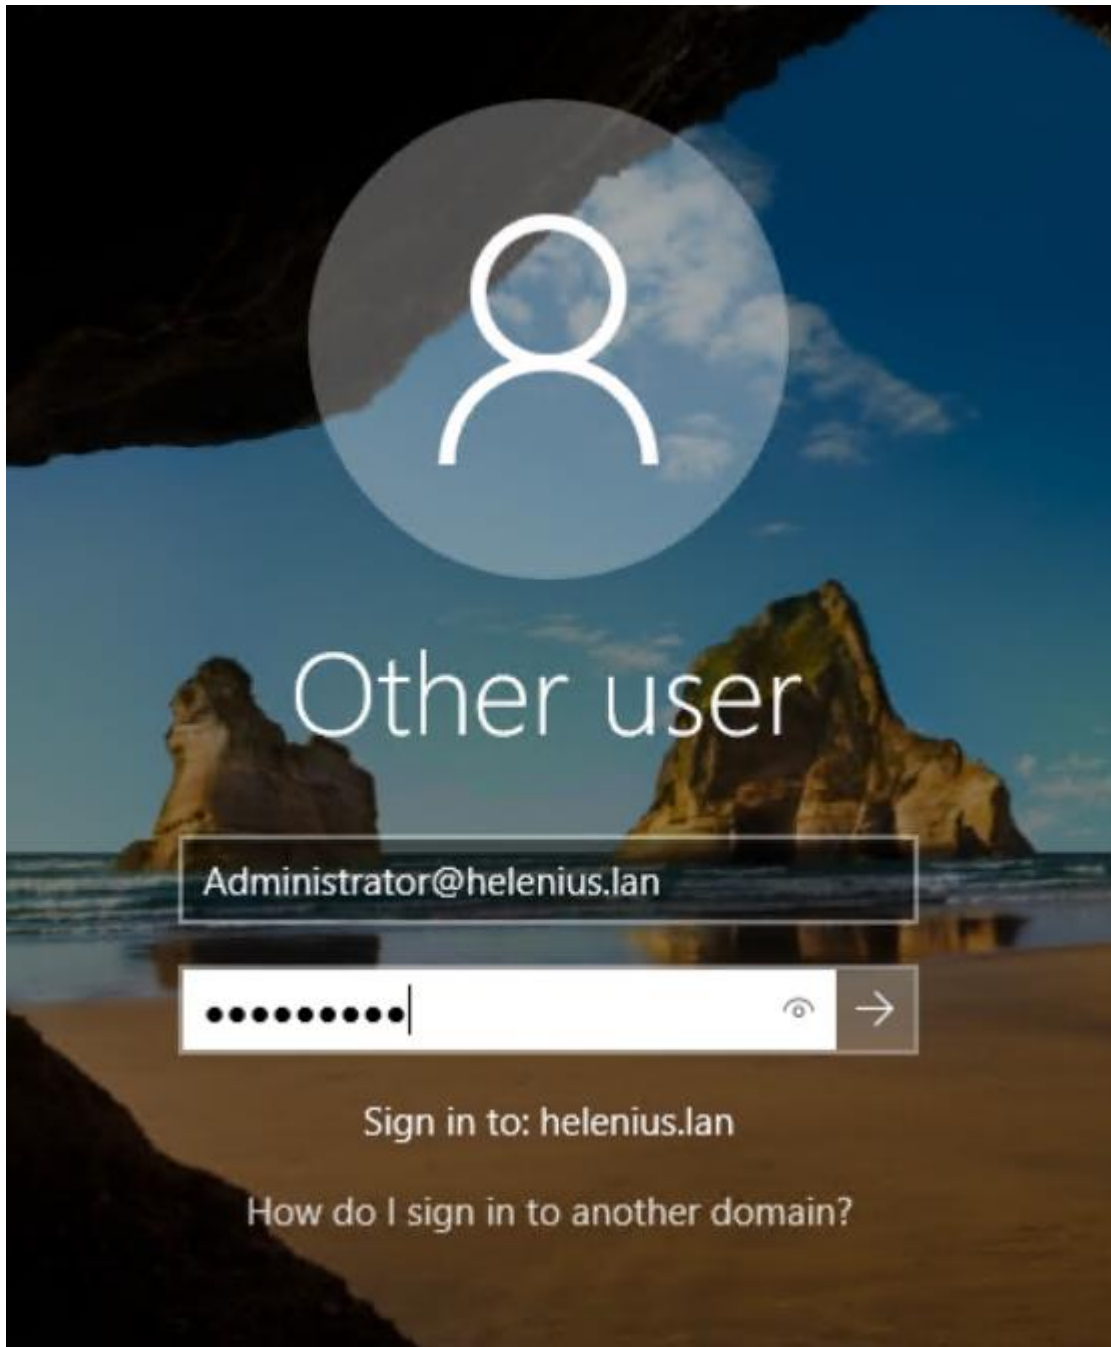 Other user
Administrator@helenius.lan
●●●●●●●●●
Sign in to: helenius.lan
How do I sign in to another domain?